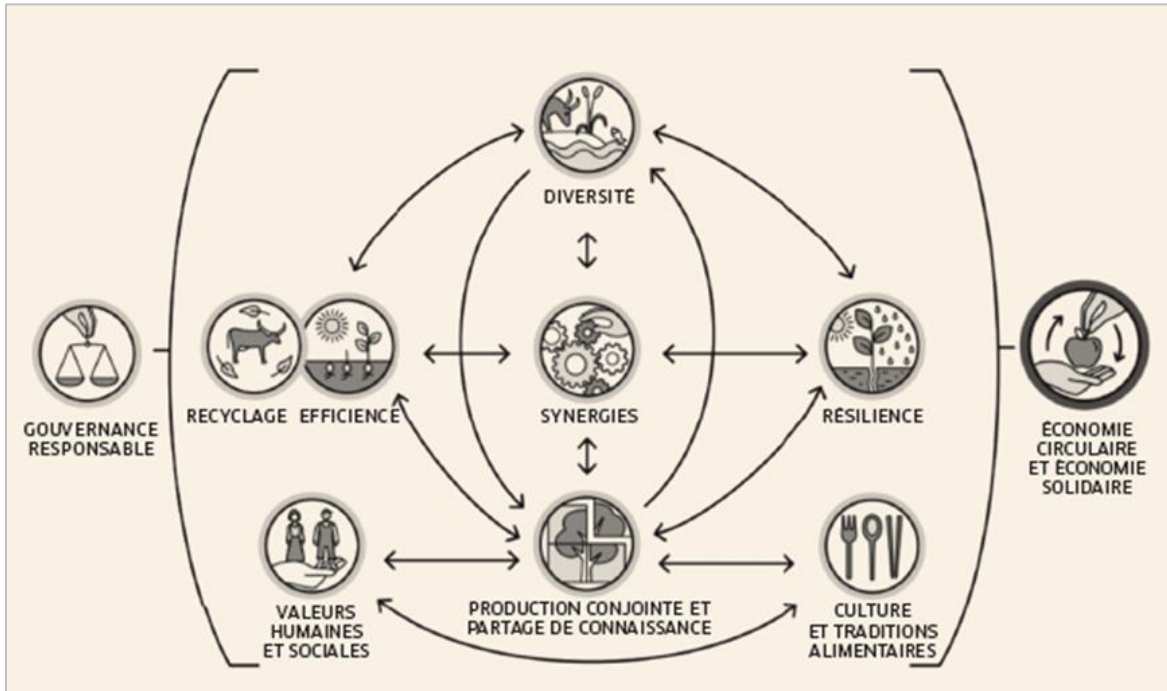 DIVERSITÉ
RECYCLAGE
EFFICIENCE
SYNERGIES
RÉSILIENCE
GOUVERNANCE
RESPONSABLE
ÉCONOMIE
CIRCULAIRE
ET ÉCONOMIE
SOLIDAIRE
VALEURS
HUMAINES
ET SOCIALES
PRODUCTION CONJOINTE ET
PARTAGE DE CONNAISSANCE
CULTURE
ET TRADITIONS
ALIMENTAIRES